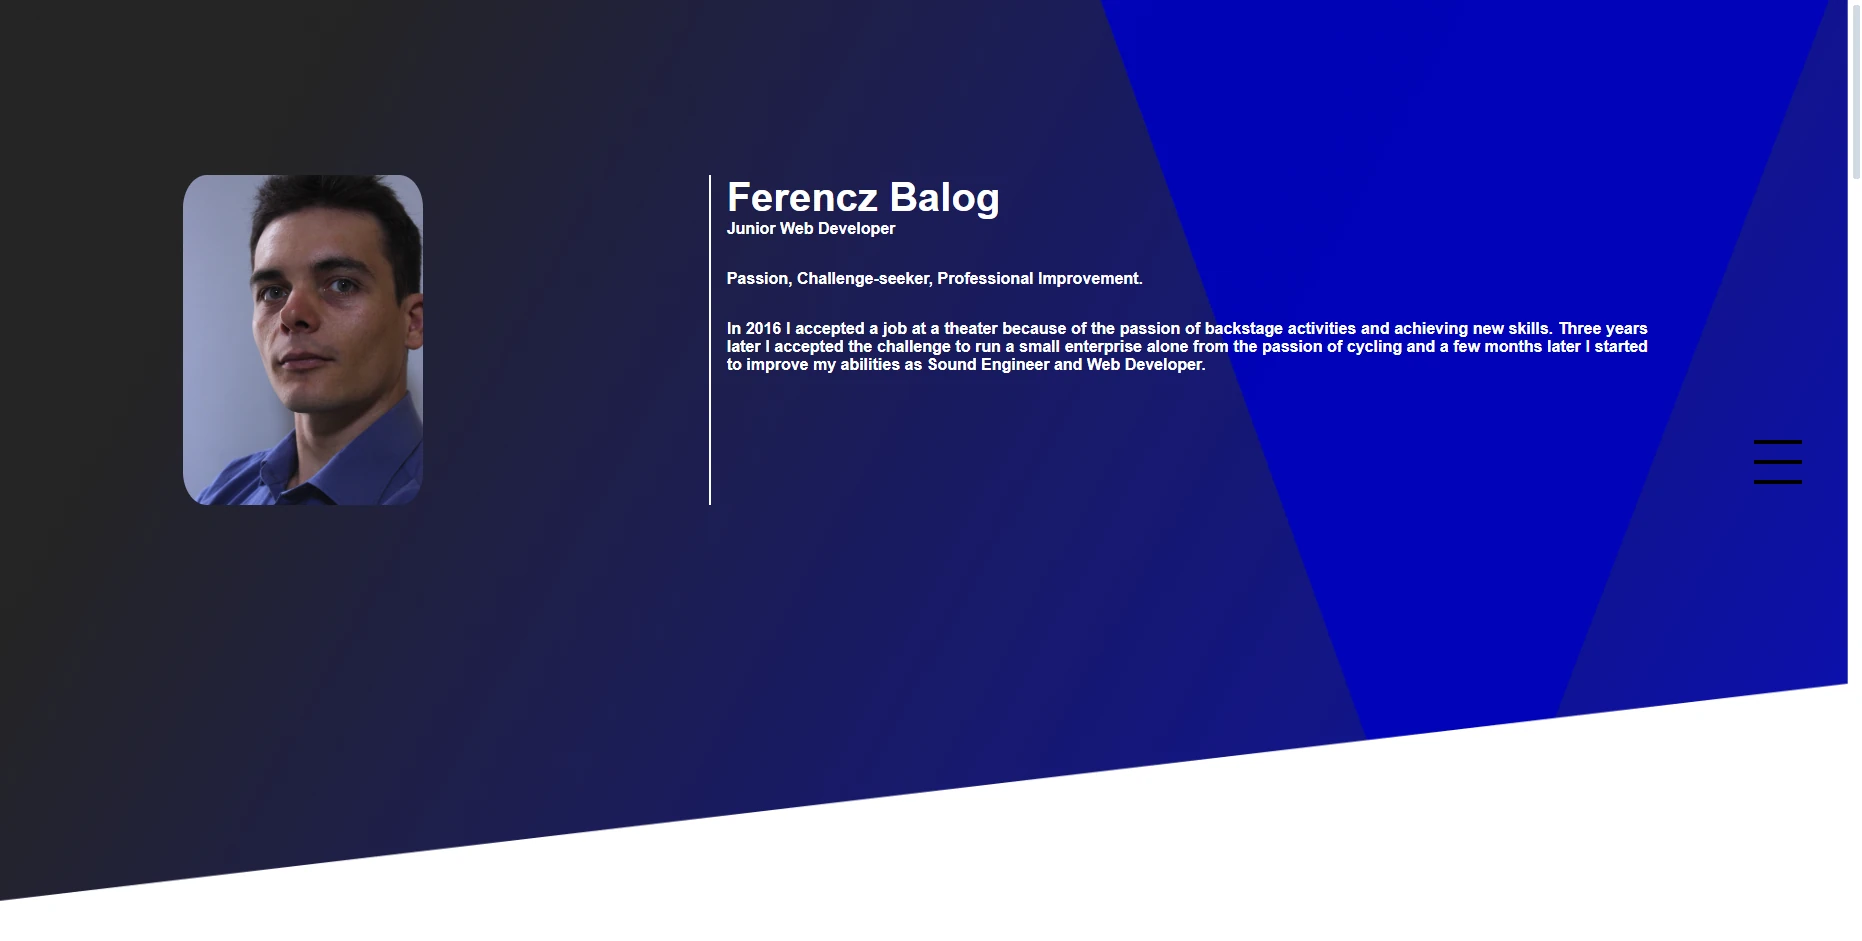 Ferencz Balog
Junior Web Developer
Passion, Challenge-seeker, Professional Improvement.
In 2016 I accepted a job at a theater because of the passion of backstage activities and achieving new skills. Three years
later I accepted the challenge to run a small enterprise alone from the passion of cycling and a few months later I started
to improve my abilities as Sound Engineer and Web Developer.